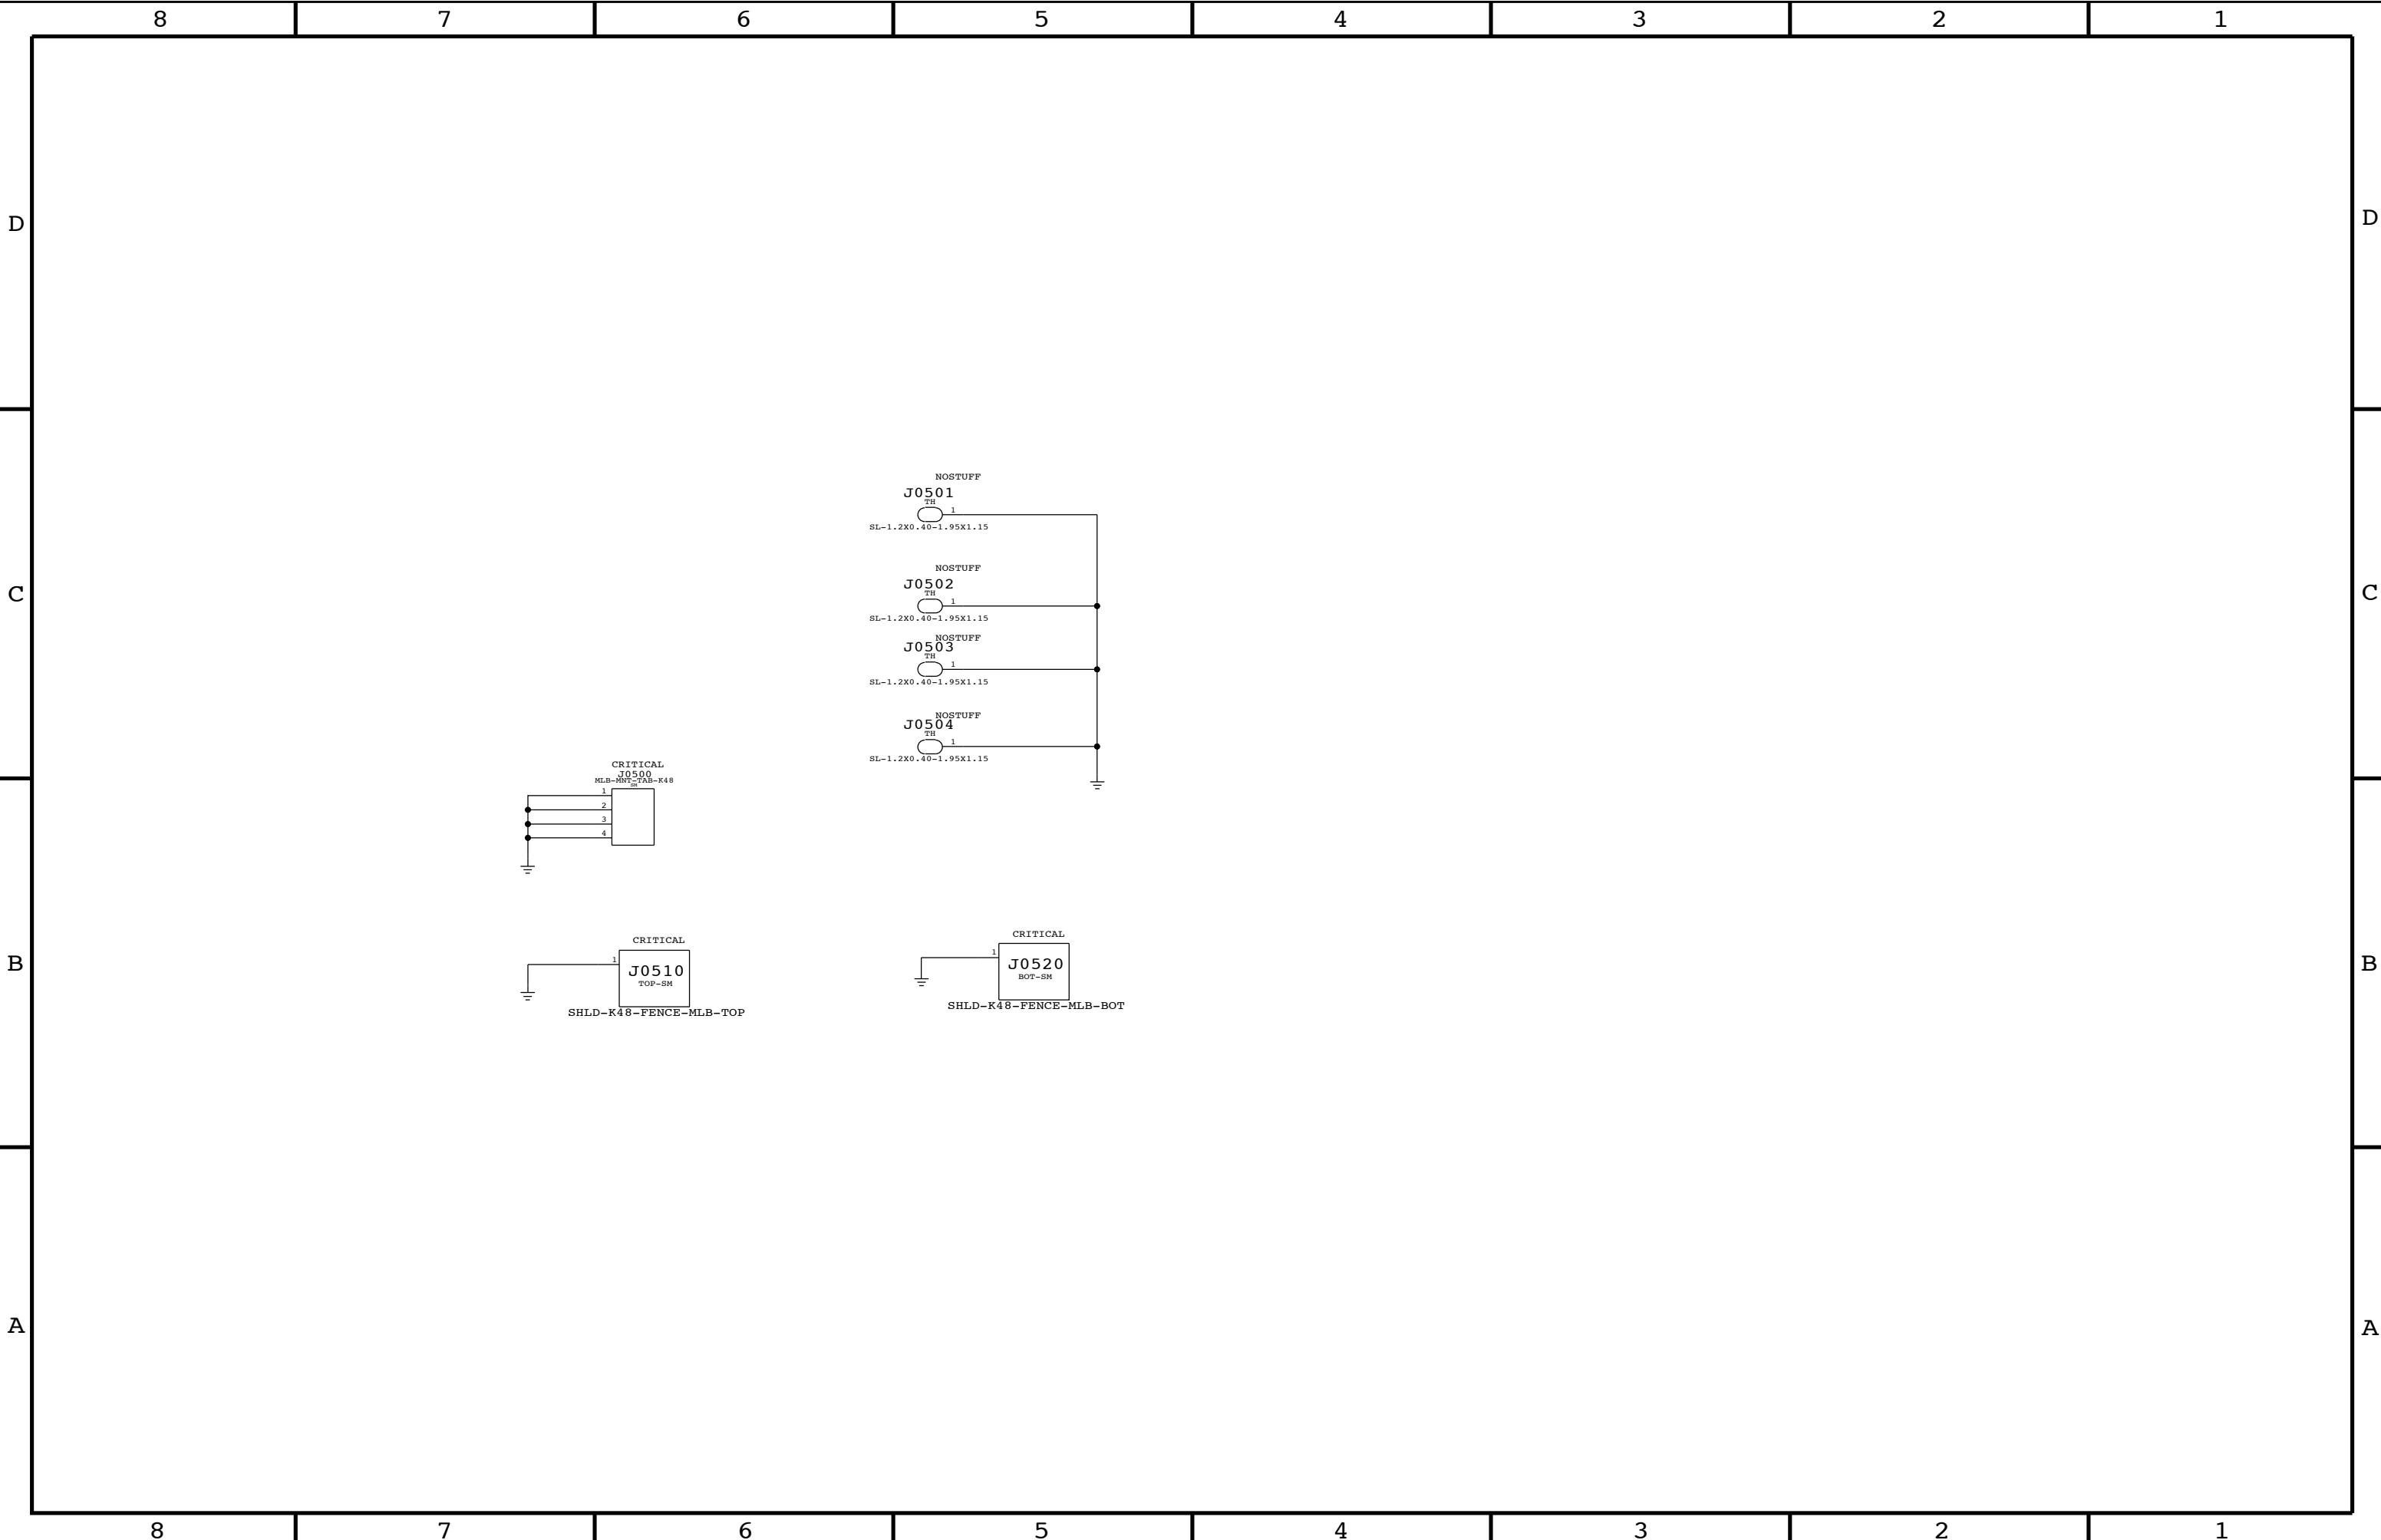 8 7 6 5 4 3 2 1
D D
NOSTUFF
J0501
TH
1
SL-1.2X0.40-1.95X1.15
NOSTUFF
J0502
TH
1
SL-1.2X0.40-1.95X1.15
C C
NOSTUFF
J0503
TH
1
SL-1.2X0.40-1.95X1.15
NOSTUFF
J0504
TH
1
SL-1.2X0.40-1.95X1.15
CRITICAL
J0500
MLB-MNT-TAB-K48
SM
1
2
3
4
CRITICAL
1
J0510
TOP-SM
SHLD-K48-FENCE-MLB-TOP
CRITICAL
1
J0520
BOT-SM
SHLD-K48-FENCE-MLB-BOT
B B
A A
8 7 6 5 4 3 2 1